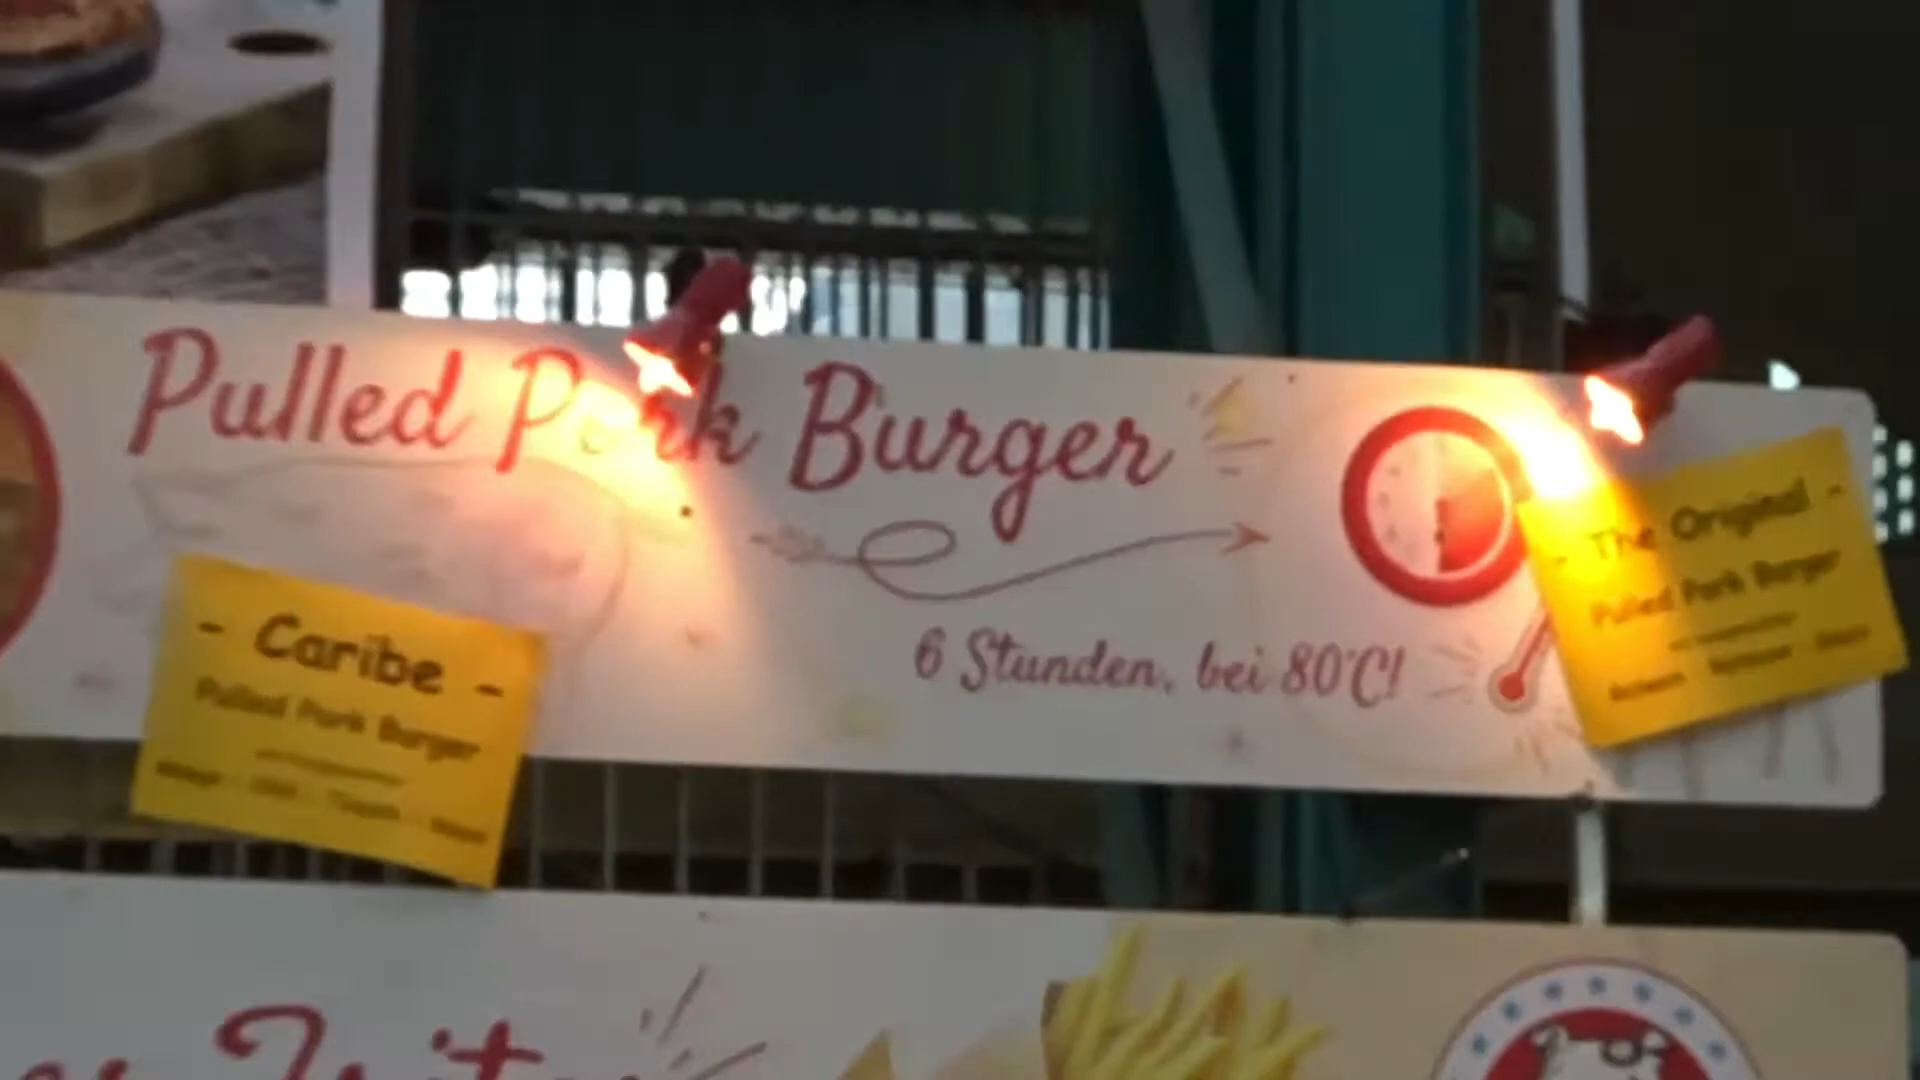 Pulled Pork Burger
6 Stunden, bei 80°C!
- Caribe -
Pulled Pork Burger
- The Original -
Pulled Pork Burger